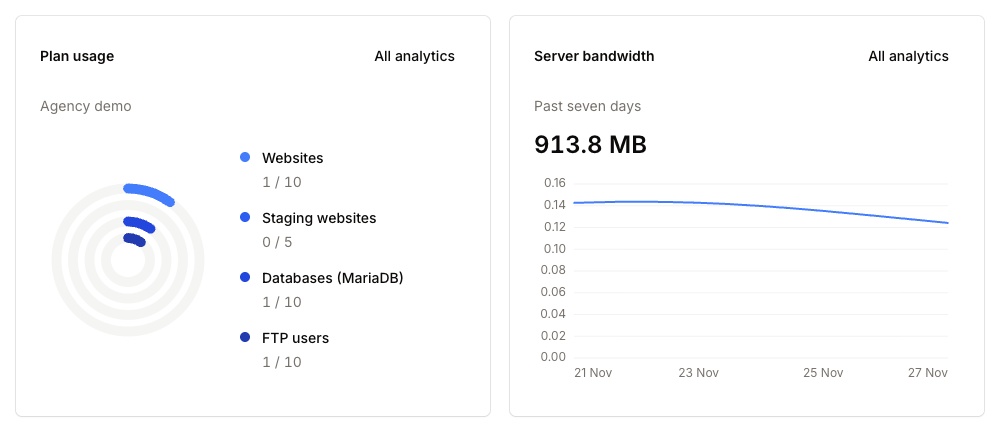 Plan usage
All analytics
Agency demo
Websites
1 / 10
Staging websites
0 / 5
Databases (MariaDB)
1 / 10
FTP users
1 / 10
Server bandwidth
All analytics
Past seven days
913.8 MB
0.16
0.14
0.12
0.10
0.08
0.06
0.04
0.02
0.00
21 Nov
23 Nov
25 Nov
27 Nov